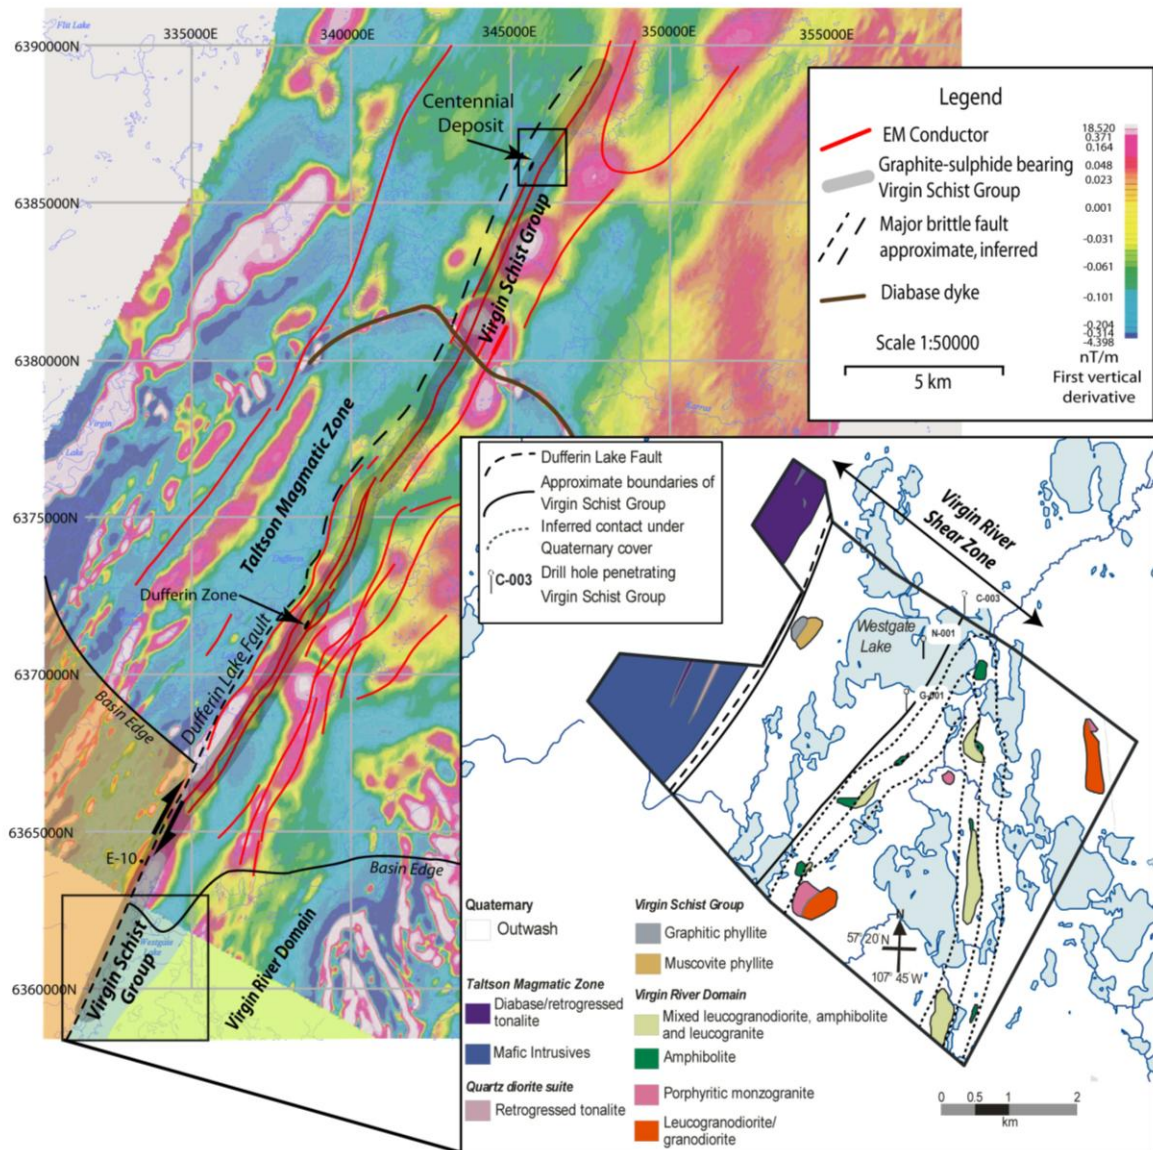 335000E
340000E
345000E
350000E
355000E
6390000N
6385000N
6380000N
6375000N
6370000N
6365000N
6360000N
Centennial
Deposit
Virgin Schist Group
Taltson Magmatic Zone
Dufferin Zone
Dufferin Lake Fault
Basin Edge
E-10
Basin Edge
Virgin Schist
Group
Virgin River Domain
Virgin
Lake
Dufferin
Westgate
Lake
Legend
EM Conductor
Graphite-sulphide bearing
Virgin Schist Group
Major brittle fault
approximate, inferred
Diabase dyke
Scale 1:50000
5 km
18.520
0.371
0.164
0.048
0.023
0.001
-0.031
-0.061
-0.101
-0.204
-0.314
-4.398
nT/m
First vertical
derivative
Dufferin Lake Fault
Approximate boundaries of
Virgin Schist Group
Inferred contact under
Quaternary cover
C-003 Drill hole penetrating
Virgin Schist Group
Virgin River
Shear Zone
C-003
Westgate
Lake
N-001
G-001
N
57° 20' N
107° 45' W
Quaternary
Outwash
Taltson Magmatic Zone
Diabase/retrogressed
tonalite
Mafic Intrusives
Quartz diorite suite
Retrogressed tonalite
Virgin Schist Group
Graphitic phyllite
Muscovite phyllite
Virgin River Domain
Mixed leucogranodiorite, amphibolite
and leucogranite
Amphibolite
Porphyritic monzogranite
Leucogranodiorite/
granodiorite
0 0.5 1 2
km